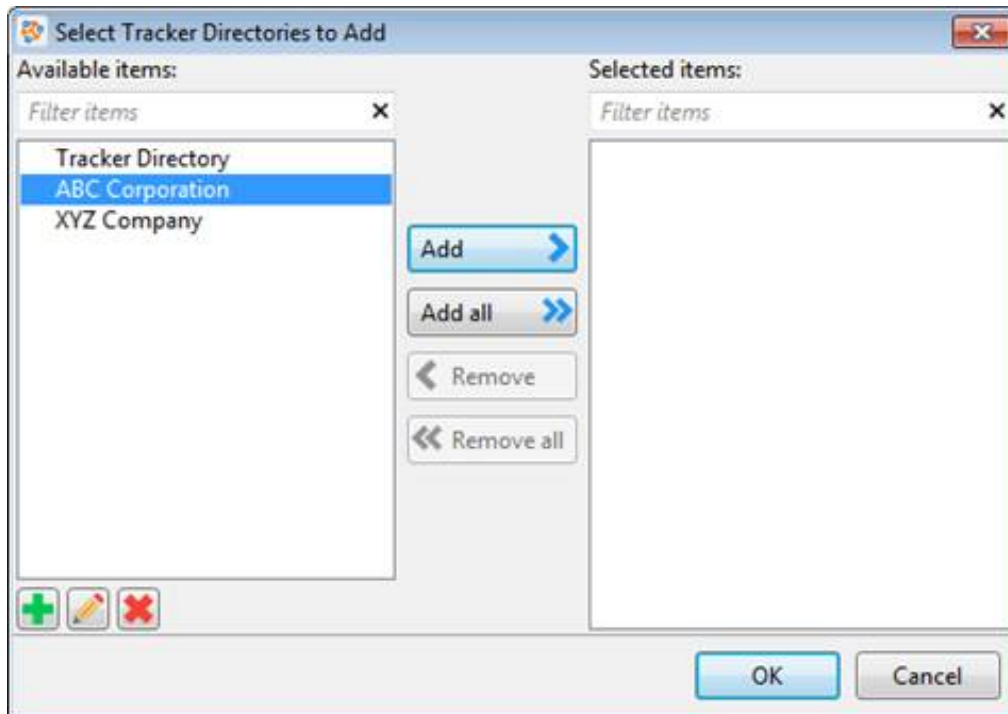 Select Tracker Directories to Add
Available items:
Selected items:
Filter items
Filter items
Tracker Directory
ABC Corporation
XYZ Company
Add
Add all
Remove
Remove all
OK
Cancel